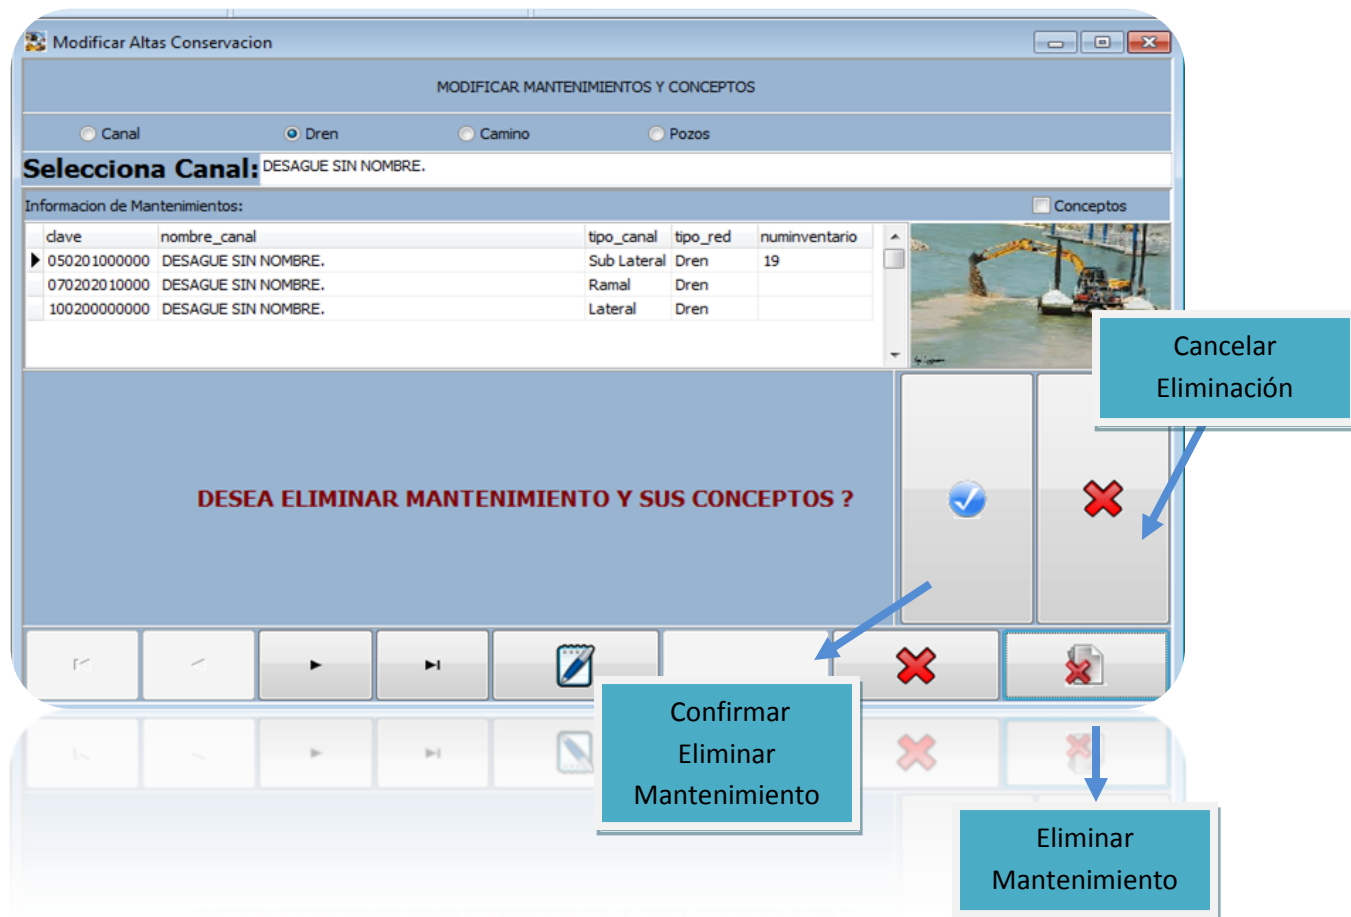 Modificar Altas Conservacion
MODIFICAR MANTENIMIENTOS Y CONCEPTOS
Canal Dren Camino Pozos
Selecciona Canal: DESAGUE SIN NOMBRE.
Informacion de Mantenimientos: Conceptos
clave nombre_canal tipo_canal tipo_red numinventario
050201000000 DESAGUE SIN NOMBRE. Sub Lateral Dren 19
070202010000 DESAGUE SIN NOMBRE. Ramal Dren
100200000000 DESAGUE SIN NOMBRE. Lateral Dren
Cancelar
Eliminación
DESEA ELIMINAR MANTENIMIENTO Y SUS CONCEPTOS ?
Confirmar
Eliminar
Mantenimiento
Eliminar
Mantenimiento